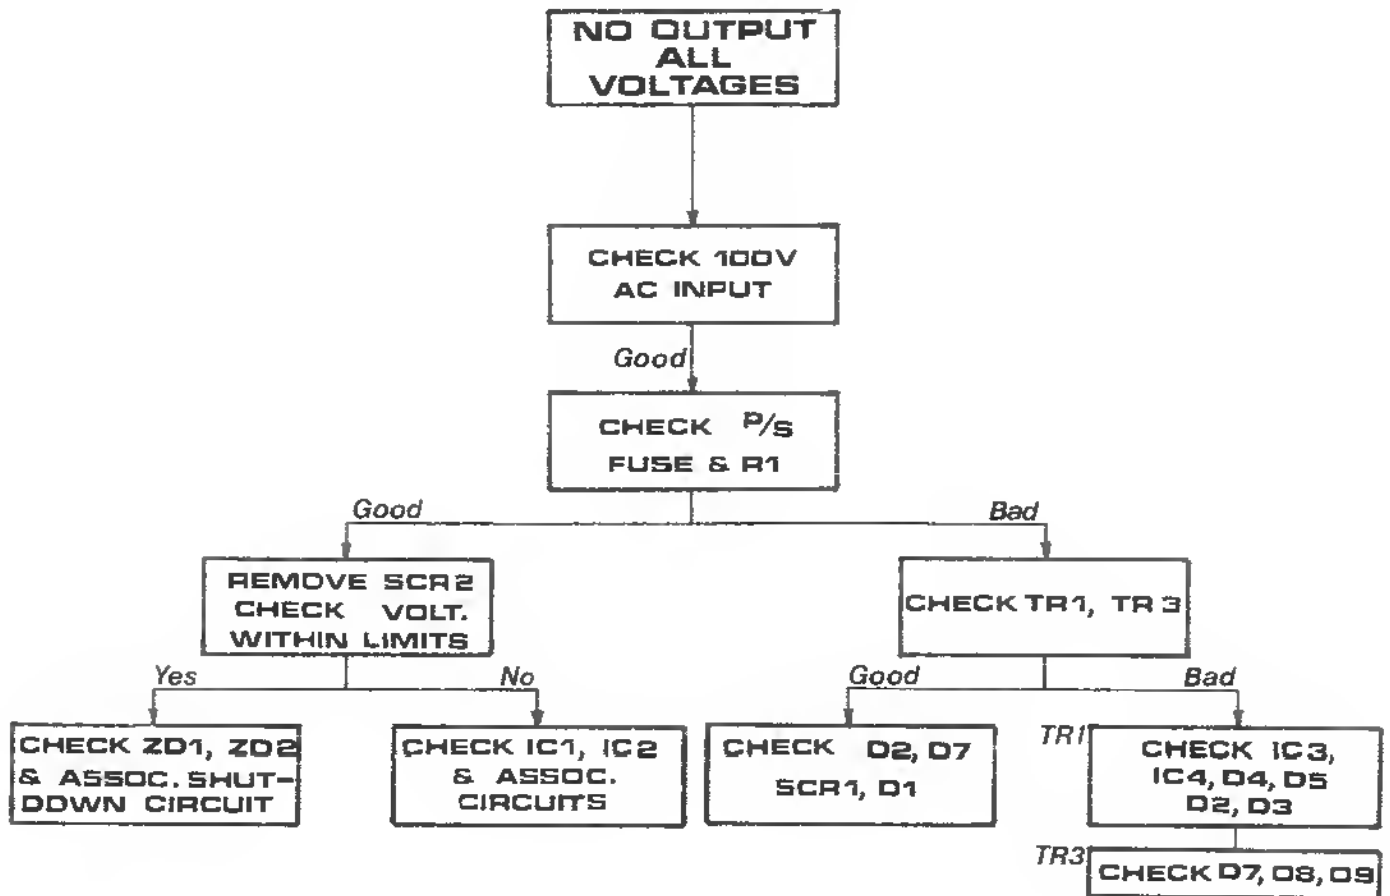 NO OUTPUT
ALL
VOLTAGES
CHECK 100V
AC INPUT
Good
CHECK P/S
FUSE & R1
Good
Bad
REMOVE SCR2
CHECK VOLT.
WITHIN LIMITS
CHECK TR1, TR3
Yes
No
Good
Bad
CHECK ZD1, ZD2
& ASSOC. SHUT-
DOWN CIRCUIT
CHECK IC1, IC2
& ASSOC.
CIRCUITS
CHECK D2, D7
SCR1, D1
TR1
CHECK IC3,
IC4, D4, D5
D2, D3
TR3
CHECK D7, D8, D9